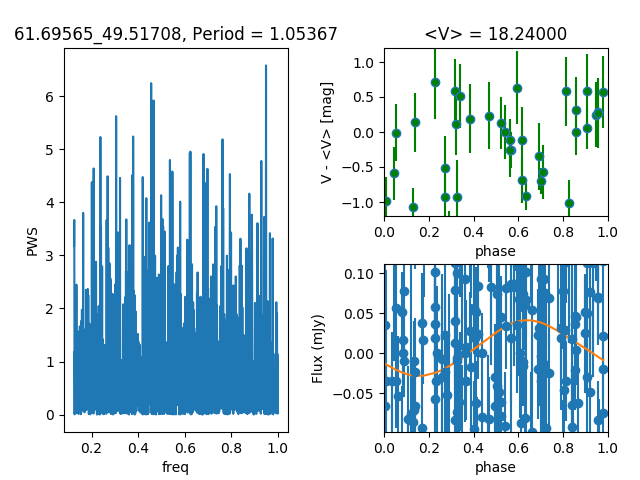 61.69565_49.51708, Period = 1.05367
<V> = 18.24000
PWS
6
5
4
3
2
1
0
0.2 0.4 0.6 0.8 1.0
freq
V - <V> [mag]
1.0
0.5
0.0
−0.5
−1.0
0.0 0.2 0.4 0.6 0.8 1.0
phase
Flux (mJy)
0.10
0.05
0.00
−0.05
0.0 0.2 0.4 0.6 0.8 1.0
phase